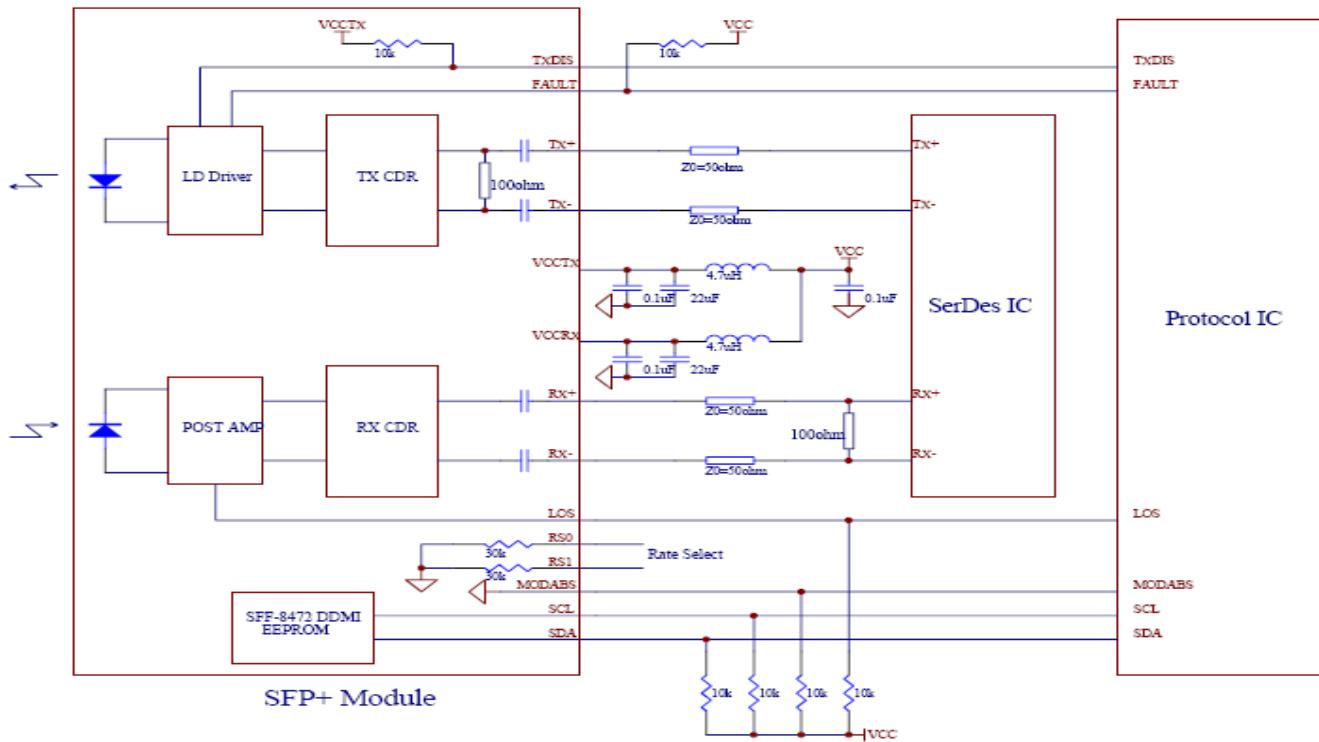 VCCTx
VCC
10k
10k
TxDIS
TxDIS
FAULT
FAULT
LD Driver
TX CDR
100ohm
Tx+
Tx-
Z0=50ohm
Z0=50ohm
Tx+
Tx-
VCCTx
0.1uF
22uF
4.7uH
VCC
0.1uF
SerDes IC
Protocol IC
VCCRx
0.1uF
22uF
4.7uH
POST AMP
RX CDR
Rx+
Rx-
Z0=50ohm
Z0=50ohm
100ohm
Rx+
Rx-
LOS
LOS
RS0
30k
Rate Select
RS1
30k
MODABS
MODABS
SFF-8472 DDMI
EEPROM
SCL
SCL
SDA
SDA
10k
10k
10k
10k
VCC
SFP+ Module